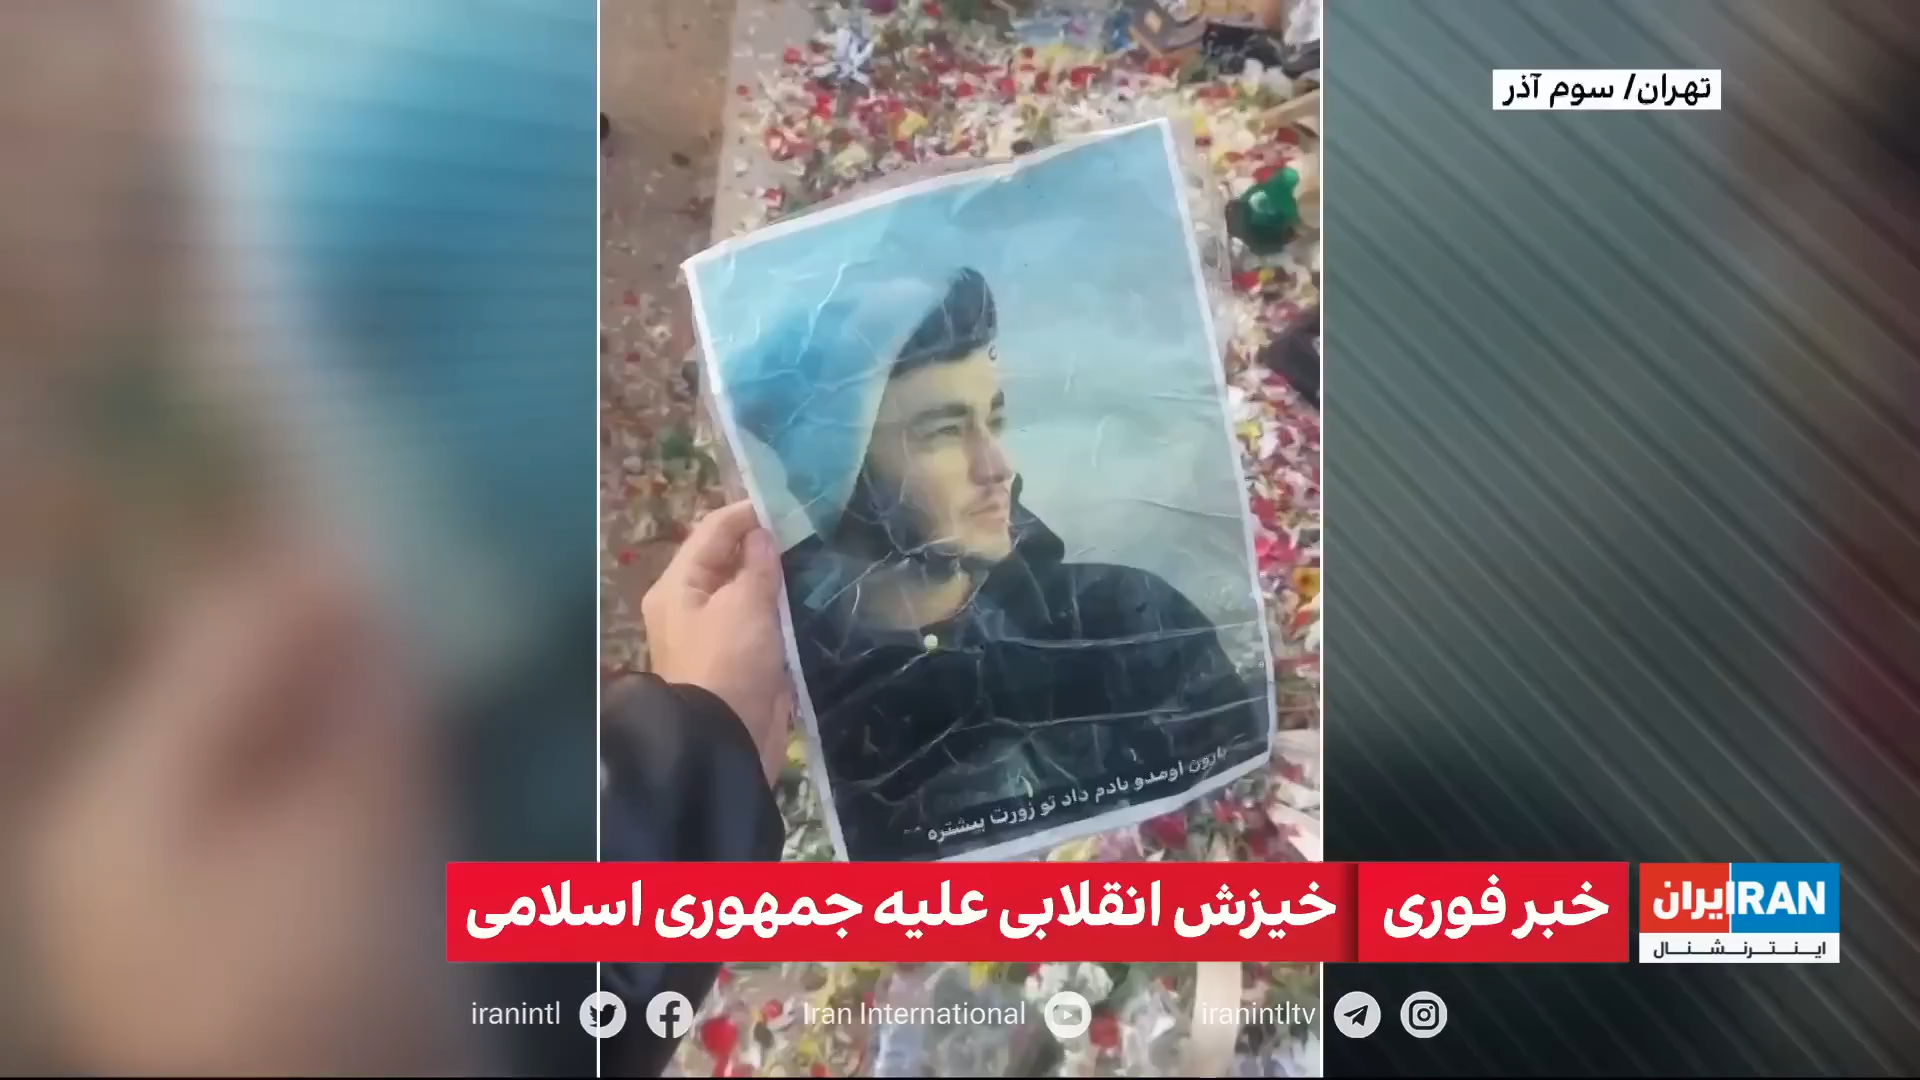 تهران/ سوم آذر
بارون اومدو یادم داد تو زورت بیشتره
خبر فوری
خیزش انقلابی علیه جمهوری اسلامی
ایران IRAN
اینترنشنال
iranintl
Iran International
iranintltv